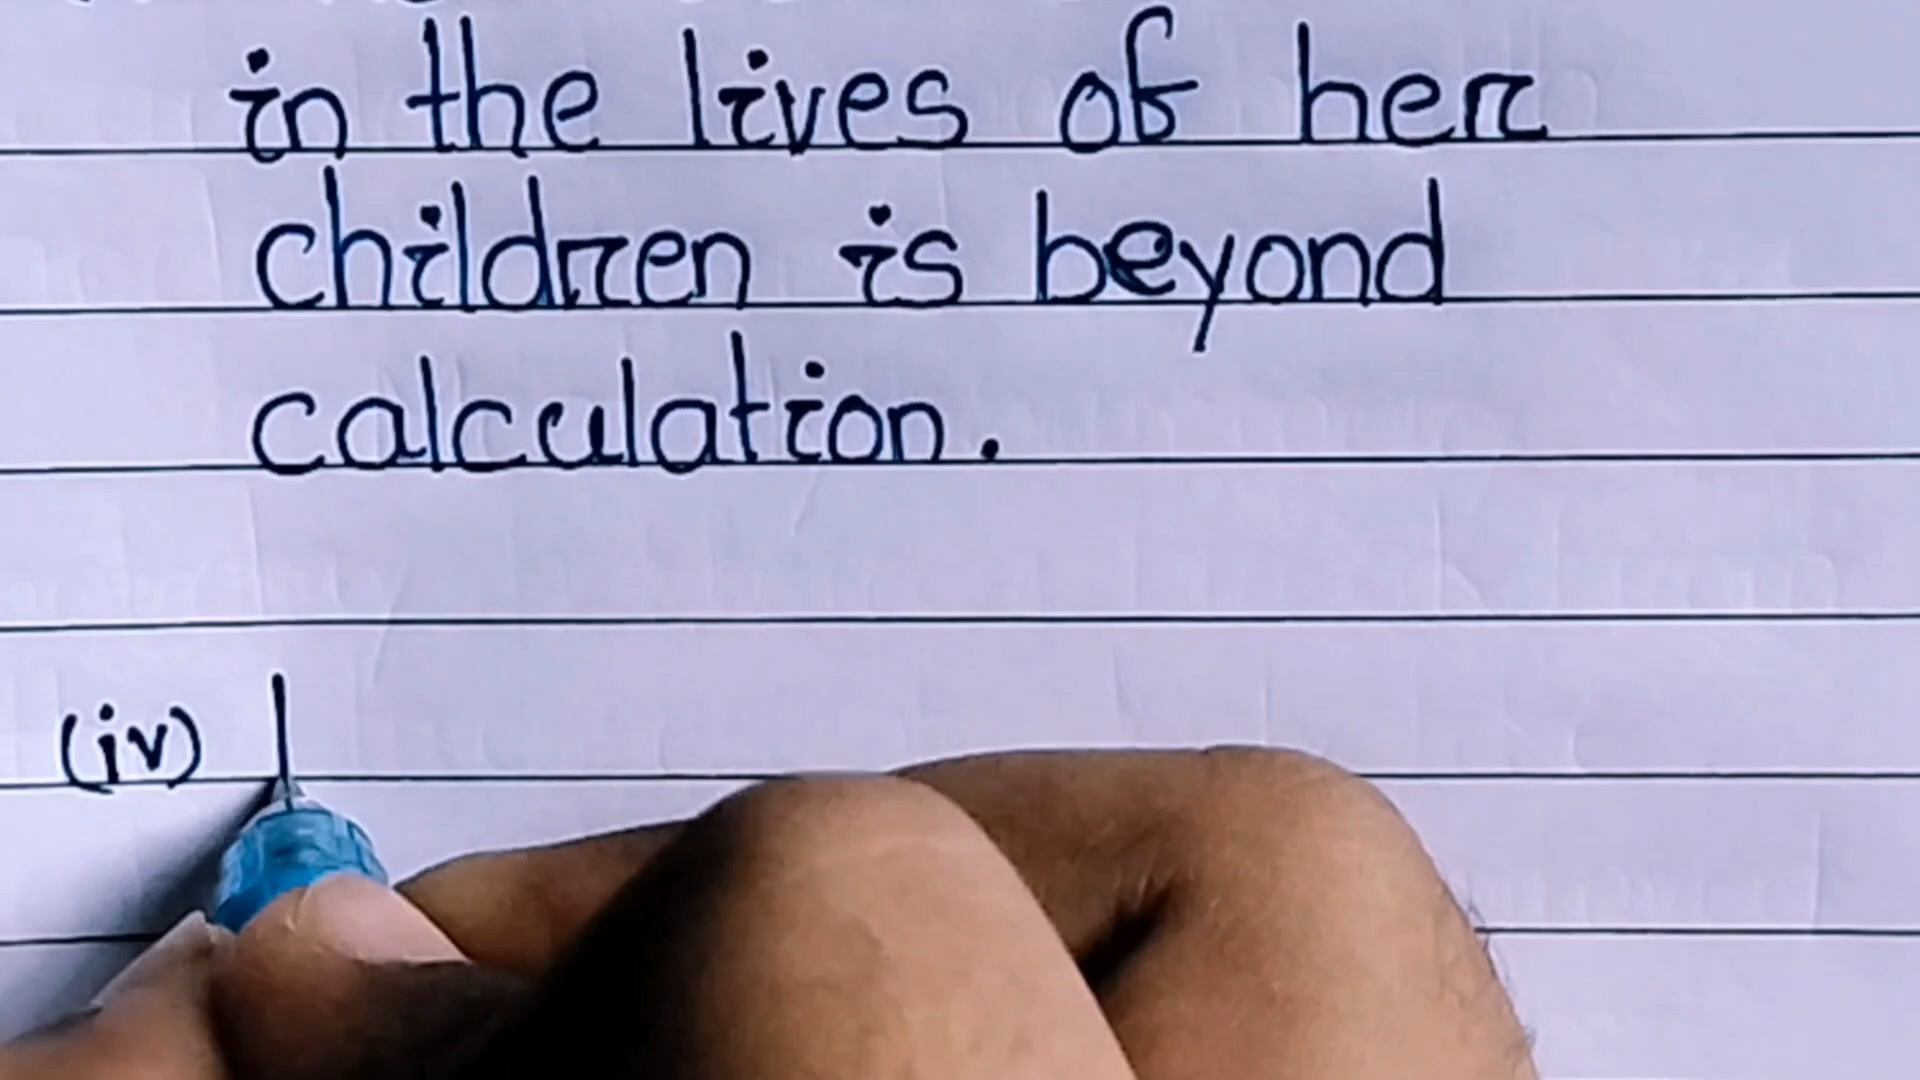 in the lives of her
children is beyond
calculation.
(iv)